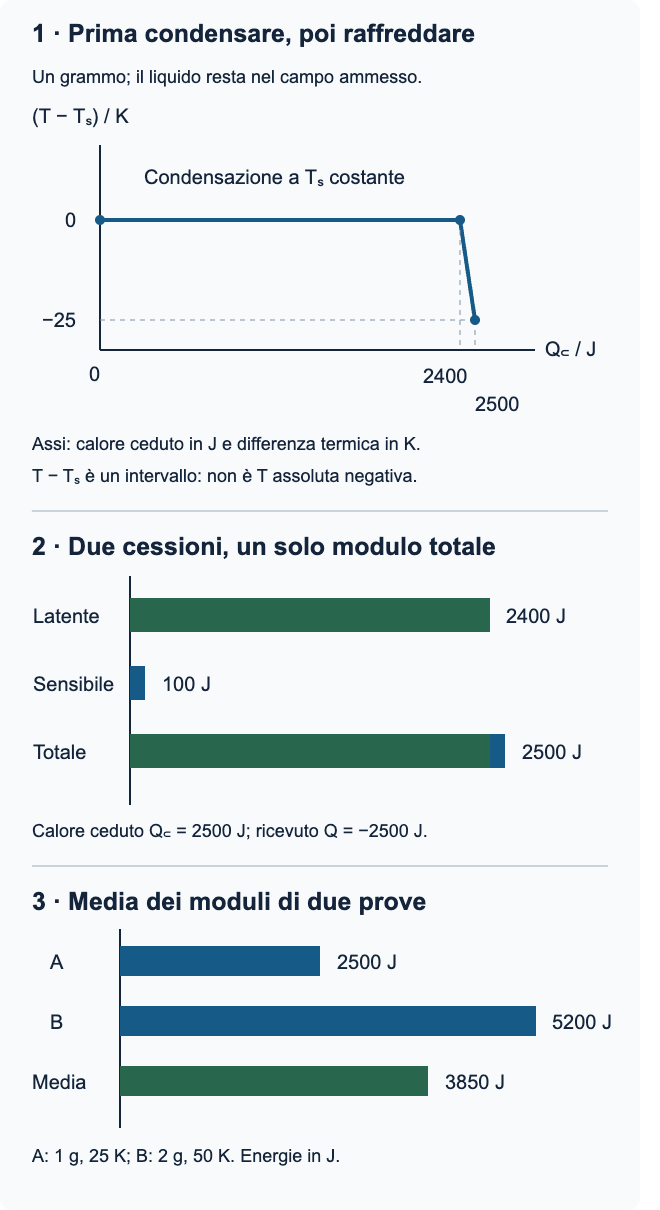 1 · Prima condensare, poi raffreddare
Un grammo; il liquido resta nel campo ammesso.
(T − Tₛ) / K
Condensazione a Tₛ costante
0
−25
Q꜀ / J
0
2400
2500
Assi: calore ceduto in J e differenza termica in K.
T − Tₛ è un intervallo: non è T assoluta negativa.
2 · Due cessioni, un solo modulo totale
Latente 2400 J
Sensibile 100 J
Totale 2500 J
Calore ceduto Q꜀ = 2500 J; ricevuto Q = −2500 J.
3 · Media dei moduli di due prove
A 2500 J
B 5200 J
Media 3850 J
A: 1 g, 25 K; B: 2 g, 50 K. Energie in J.